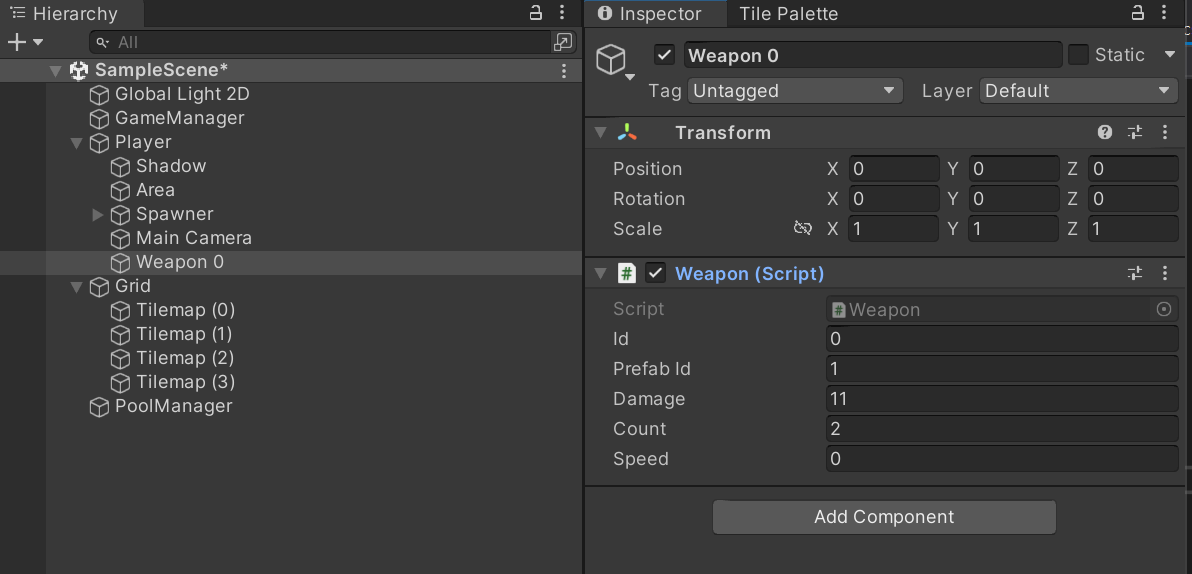 Hierarchy
All
SampleScene*
Global Light 2D
GameManager
Player
Shadow
Area
Spawner
Main Camera
Weapon 0
Grid
Tilemap (0)
Tilemap (1)
Tilemap (2)
Tilemap (3)
PoolManager
Inspector Tile Palette
Weapon 0 Static
Tag Untagged Layer Default
Transform
Position X 0 Y 0 Z 0
Rotation X 0 Y 0 Z 0
Scale X 1 Y 1 Z 1
# Weapon (Script)
Script # Weapon
Id 0
Prefab Id 1
Damage 11
Count 2
Speed 0
Add Component